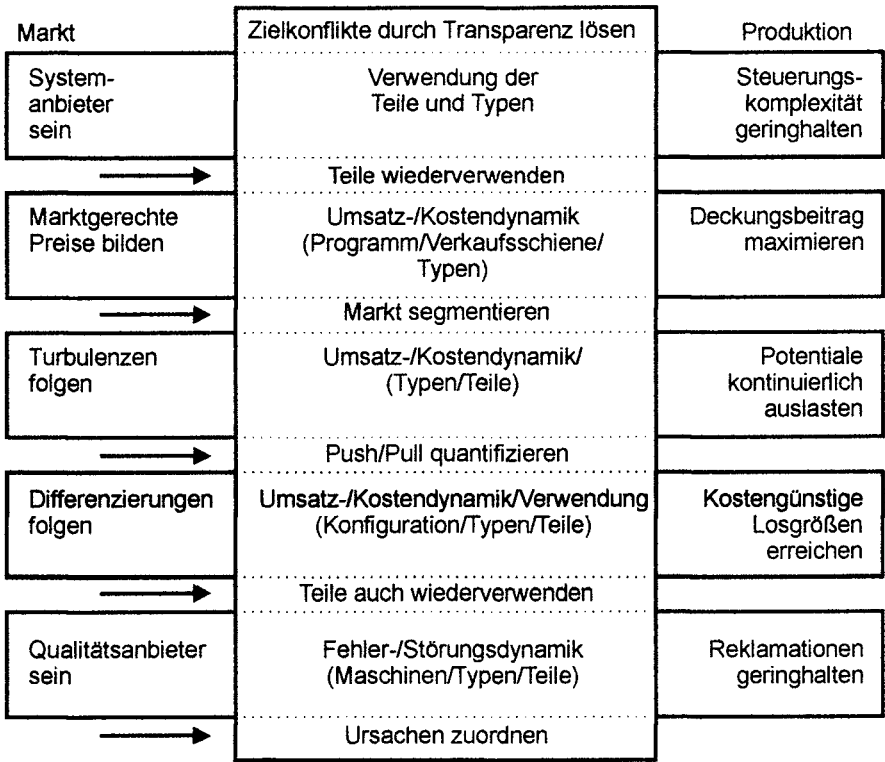 Markt
Zielkonflikte durch Transparenz lösen
Produktion
System-
anbieter
sein
Verwendung der
Teile und Typen
Steuerungs-
komplexität
geringhalten
Teile wiederverwenden
Marktgerechte
Preise bilden
Umsatz-/Kostendynamik
(Programm/Verkaufsschiene/
Typen)
Deckungsbeitrag
maximieren
Markt segmentieren
Turbulenzen
folgen
Umsatz-/Kostendynamik/
(Typen/Teile)
Potentiale
kontinuierlich
auslasten
Push/Pull quantifizieren
Differenzierungen
folgen
Umsatz-/Kostendynamik/Verwendung
(Konfiguration/Typen/Teile)
Kostengünstige
Losgrößen
erreichen
Teile auch wiederverwenden
Qualitätsanbieter
sein
Fehler-/Störungsdynamik
(Maschinen/Typen/Teile)
Reklamationen
geringhalten
Ursachen zuordnen